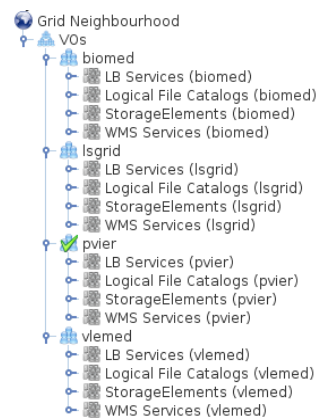 Grid Neighbourhood
VOs
biomed
LB Services (biomed)
Logical File Catalogs (biomed)
StorageElements (biomed)
WMS Services (biomed)
lsgrid
LB Services (lsgrid)
Logical File Catalogs (lsgrid)
StorageElements (lsgrid)
WMS Services (lsgrid)
pvier
LB Services (pvier)
Logical File Catalogs (pvier)
StorageElements (pvier)
WMS Services (pvier)
vlemed
LB Services (vlemed)
Logical File Catalogs (vlemed)
StorageElements (vlemed)
WMS Services (vlemed)